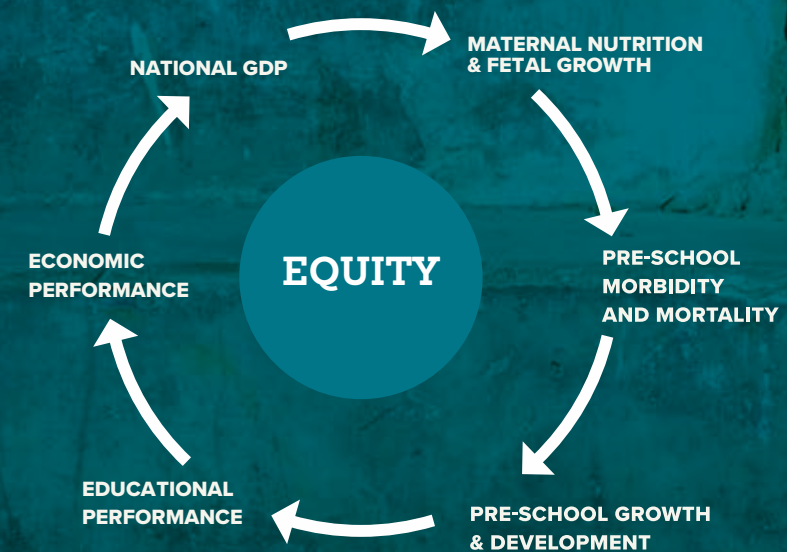 NATIONAL GDP
MATERNAL NUTRITION
& FETAL GROWTH
PRE-SCHOOL
MORBIDITY
AND MORTALITY
PRE-SCHOOL GROWTH
& DEVELOPMENT
EDUCATIONAL
PERFORMANCE
ECONOMIC
PERFORMANCE
EQUITY